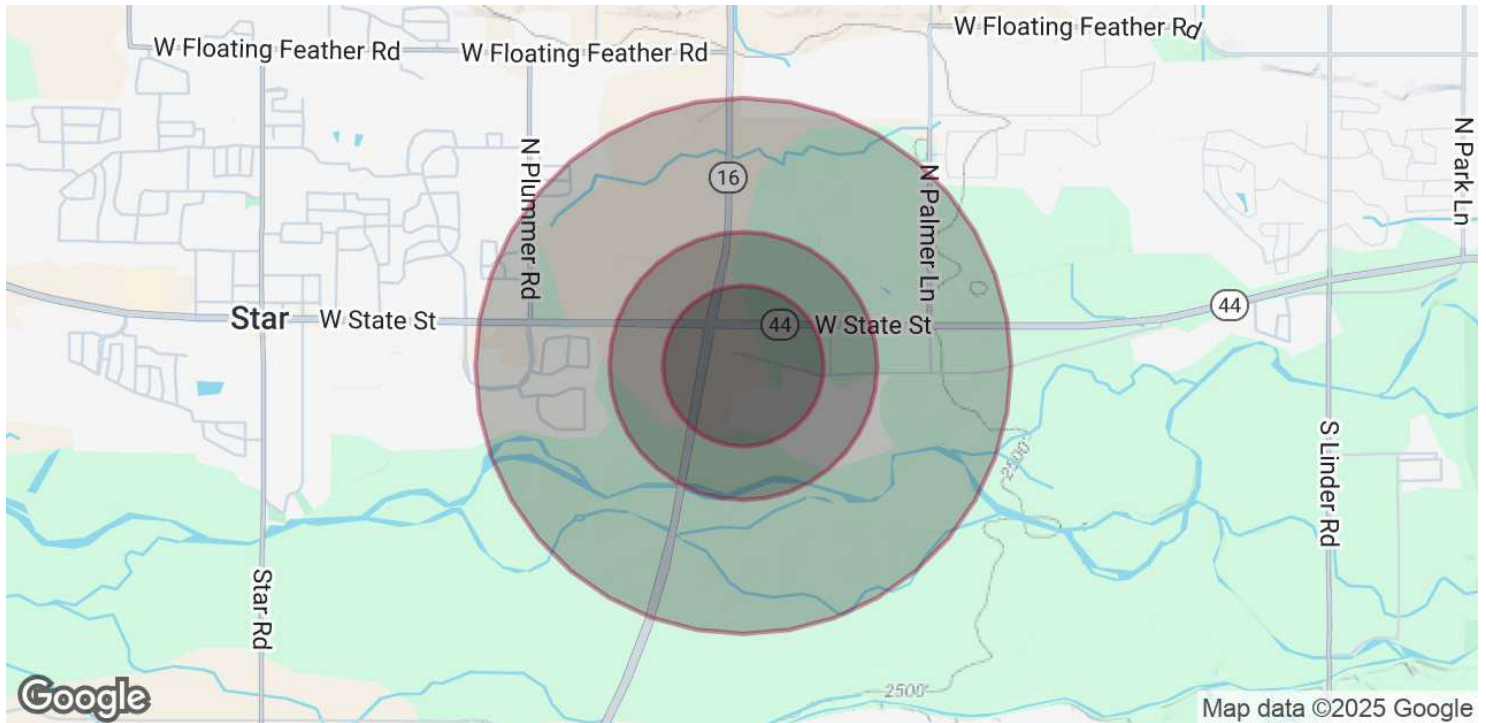 W Floating Feather Rd
W Floating Feather Rd
W Floating Feather Rd
N Park Ln
N Plummer Rd
16
N Palmer Ln
44
Star
W State St
44
W State St
S Linder Rd
2500'
Star Rd
2500'
Google
Map data ©2025 Google